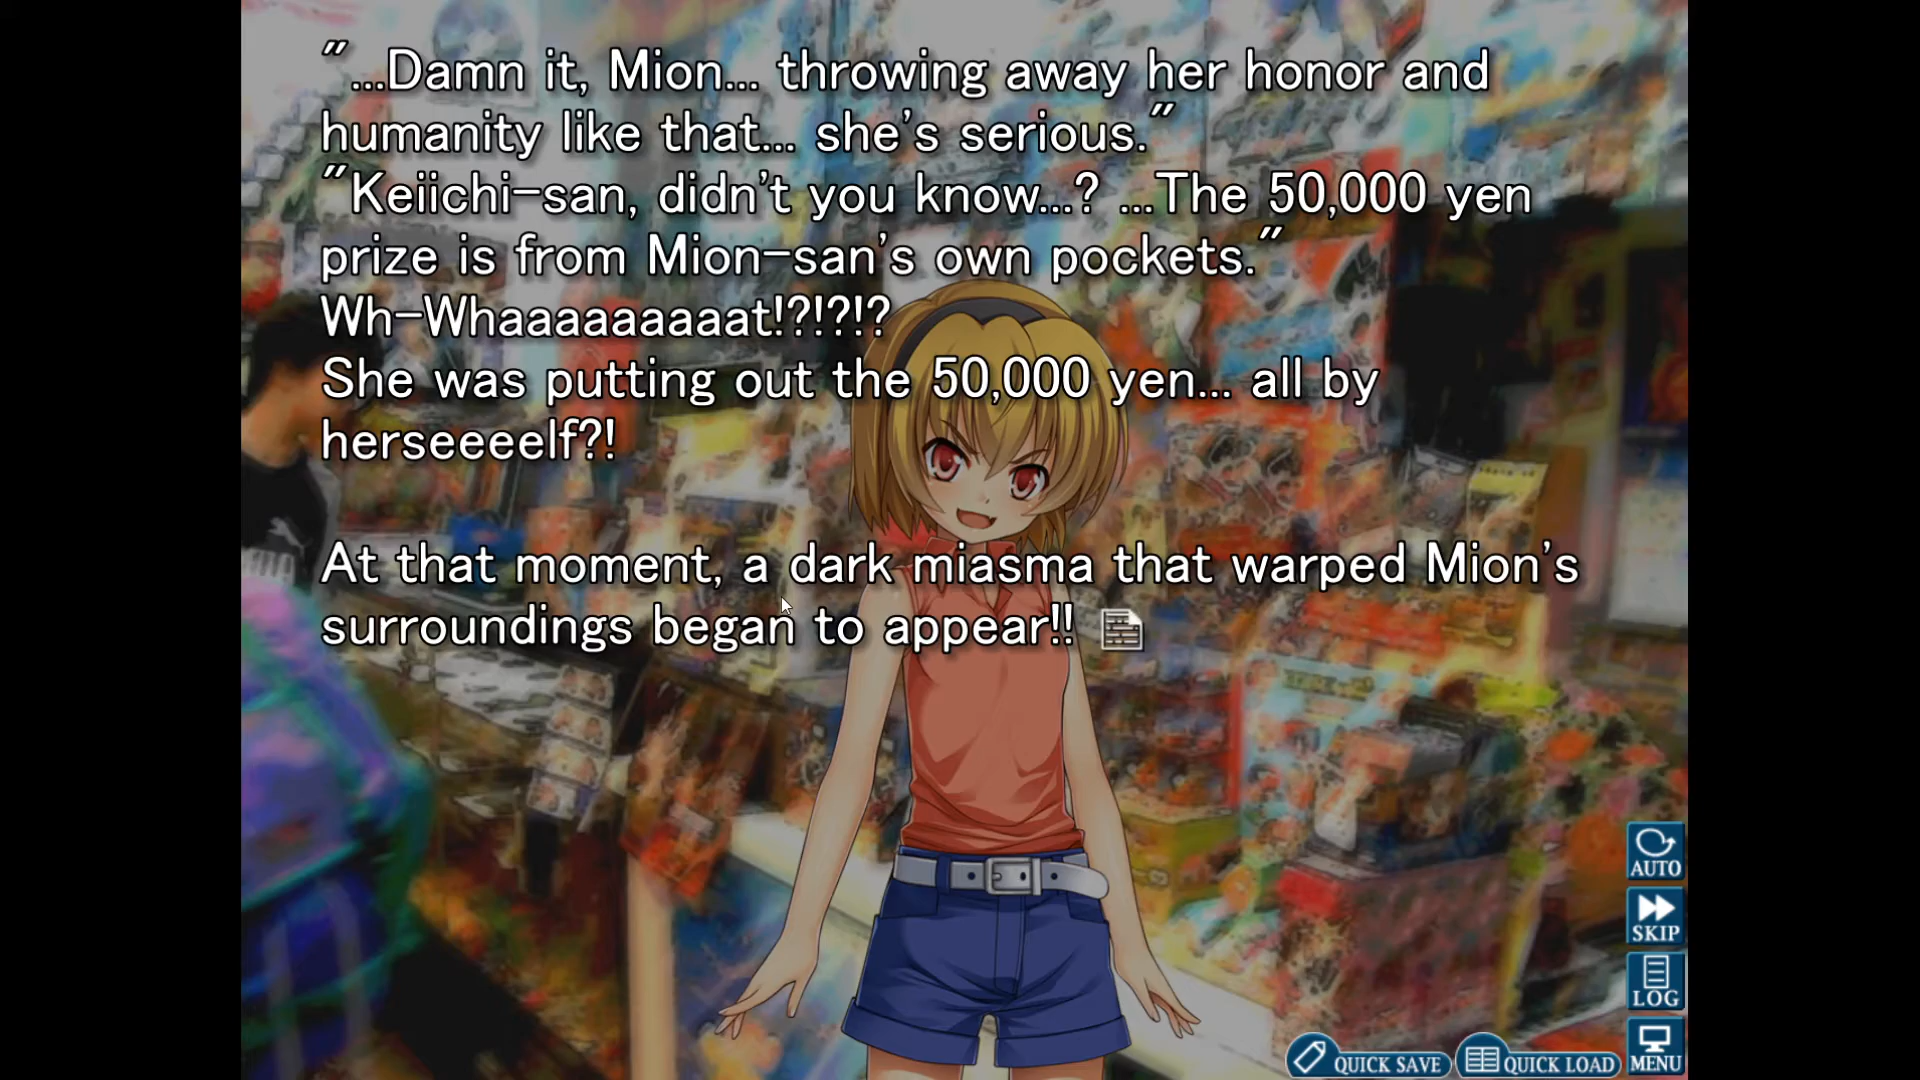 "...Damn it, Mion... throwing away her honor and
humanity like that... she's serious."
"Keiichi-san, didn't you know...? ...The 50,000 yen
prize is from Mion-san's own pockets."
Wh-Whaaaaaaaaat!?!?!?
She was putting out the 50,000 yen... all by
herseeeelf?!
At that moment, a dark miasma that warped Mion's
surroundings began to appear!!
AUTO
SKIP
LOG
MENU
QUICK SAVE
QUICK LOAD